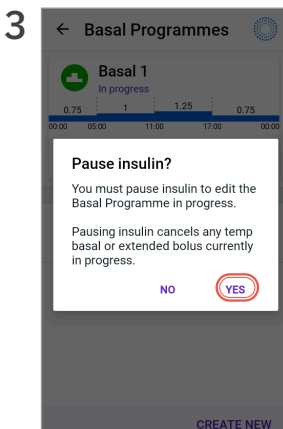 3
Basal Programmes
Basal 1
In progress
0.75 1 1.25 0.75
00:00 05:00 11:00 17:00 00:00
Pause insulin?
You must pause insulin to edit the
Basal Programme in progress.
Pausing insulin cancels any temp
basal or extended bolus currently
in progress.
NO YES
CREATE NEW